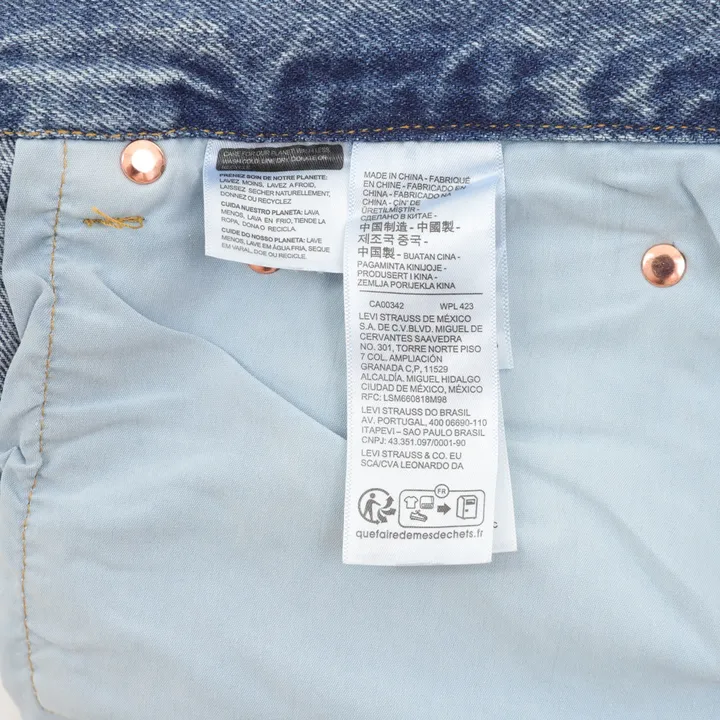 CARE FOR OUR PLANET: WASH LESS,
WASH COLD, LINE DRY, DONATE OR
PRENEZ SOIN DE NOTRE PLANETE:
LAVEZ MOINS, LAVEZ A FROID,
LAISSEZ SECHER NATURELLEMENT,
DONNEZ OU RECYCLEZ
CUIDA NUESTRO PLANETA: LAVA
MENOS, LAVA EN FRIO, TIENDE LA
ROPA, DONA O RECICLA.
CUIDE DO NOSSO PLANETA: LAVE
MENOS, LAVE EM ÁGUA FRIA, SEQUE
EM VARAL, DOE OU RECICLE.
MADE IN CHINA - FABRIQUÉ
EN CHINE - FABRICADO EN
CHINA - FABRICADO NA
CHINA - ÇİN' DE
ÜRETİLMİŞTİR -
СДЕЛАНО В КИТАЕ -
中国制造 - 中國製 -
제조국 중국 -
中国製 - BUATAN CINA -
PAGAMINTA KINIJOJE -
PRODUSERT I KINA -
ZEMLJA PORIJEKLA KINA
CA00342 WPL 423
LEVI STRAUSS DE MÉXICO
S.A. DE C.V.BLVD. MIGUEL DE
CERVANTES SAAVEDRA
NO. 301, TORRE NORTE PISO
7 COL. AMPLIACIÓN
GRANADA C,P, 11529
ALCALDÍA. MIGUEL HIDALGO
CIUDAD DE MÉXICO, MÉXICO
RFC: LSM660818M98
LEVI STRAUSS DO BRASIL
AV. PORTUGAL, 400 06690-110
ITAPEVI – SAO PAULO BRASIL
CNPJ: 43.351.097/0001-90
LEVI STRAUSS & CO. EU
SCA/CVA LEONARDO DA
FR
quefairedemesdechets.fr